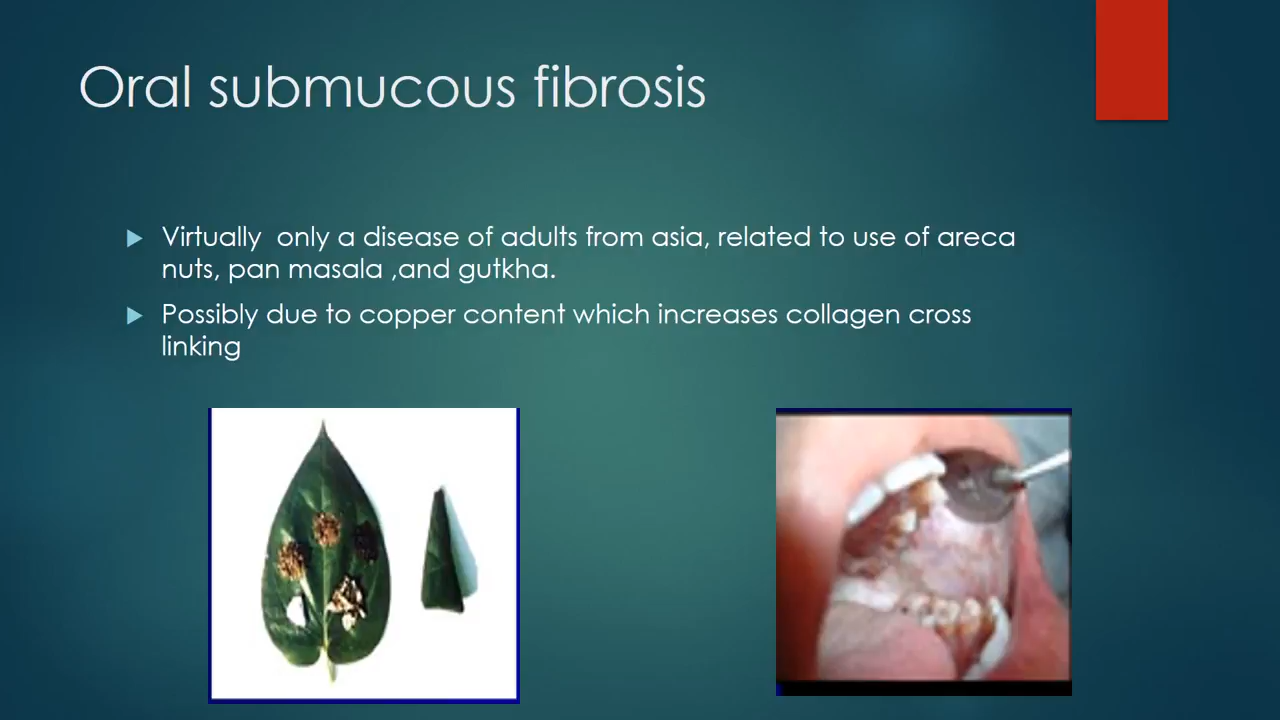 Oral submucous fibrosis
Virtually  only a disease of adults from asia, related to use of areca
nuts, pan masala ,and gutkha.
Possibly due to copper content which increases collagen cross
linking